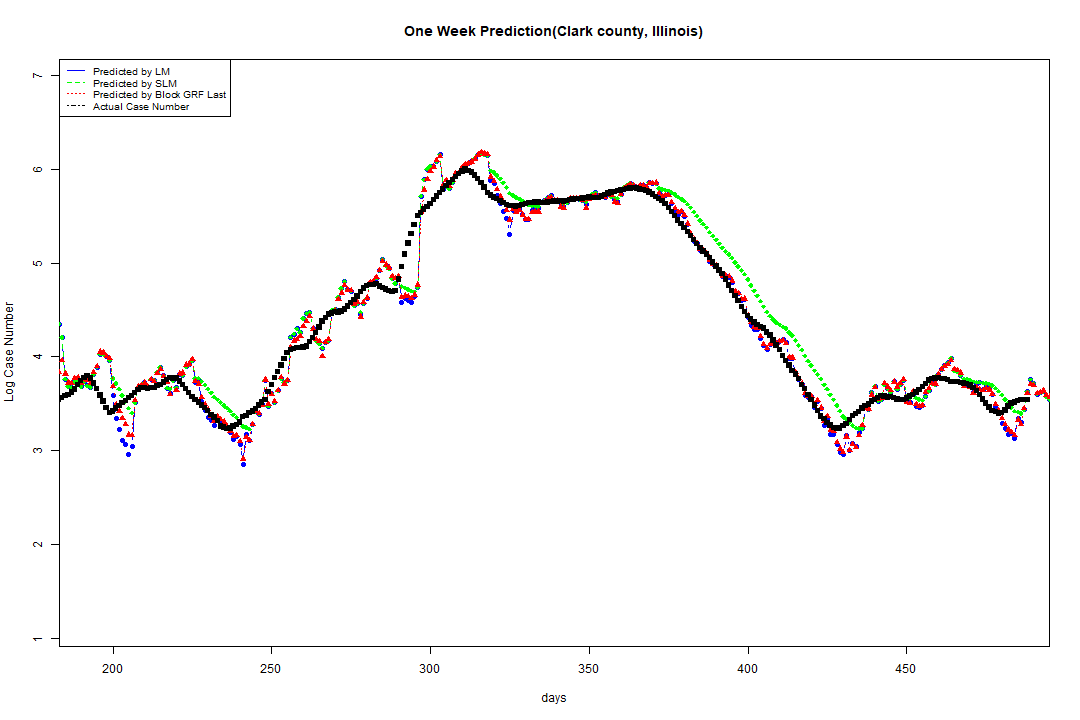 One Week Prediction(Clark county, Illinois)
Predicted by LM
Predicted by SLM
Predicted by Block GRF Last
Actual Case Number
7
6
5
4
3
2
1
Log Case Number
200 250 300 350 400 450
days